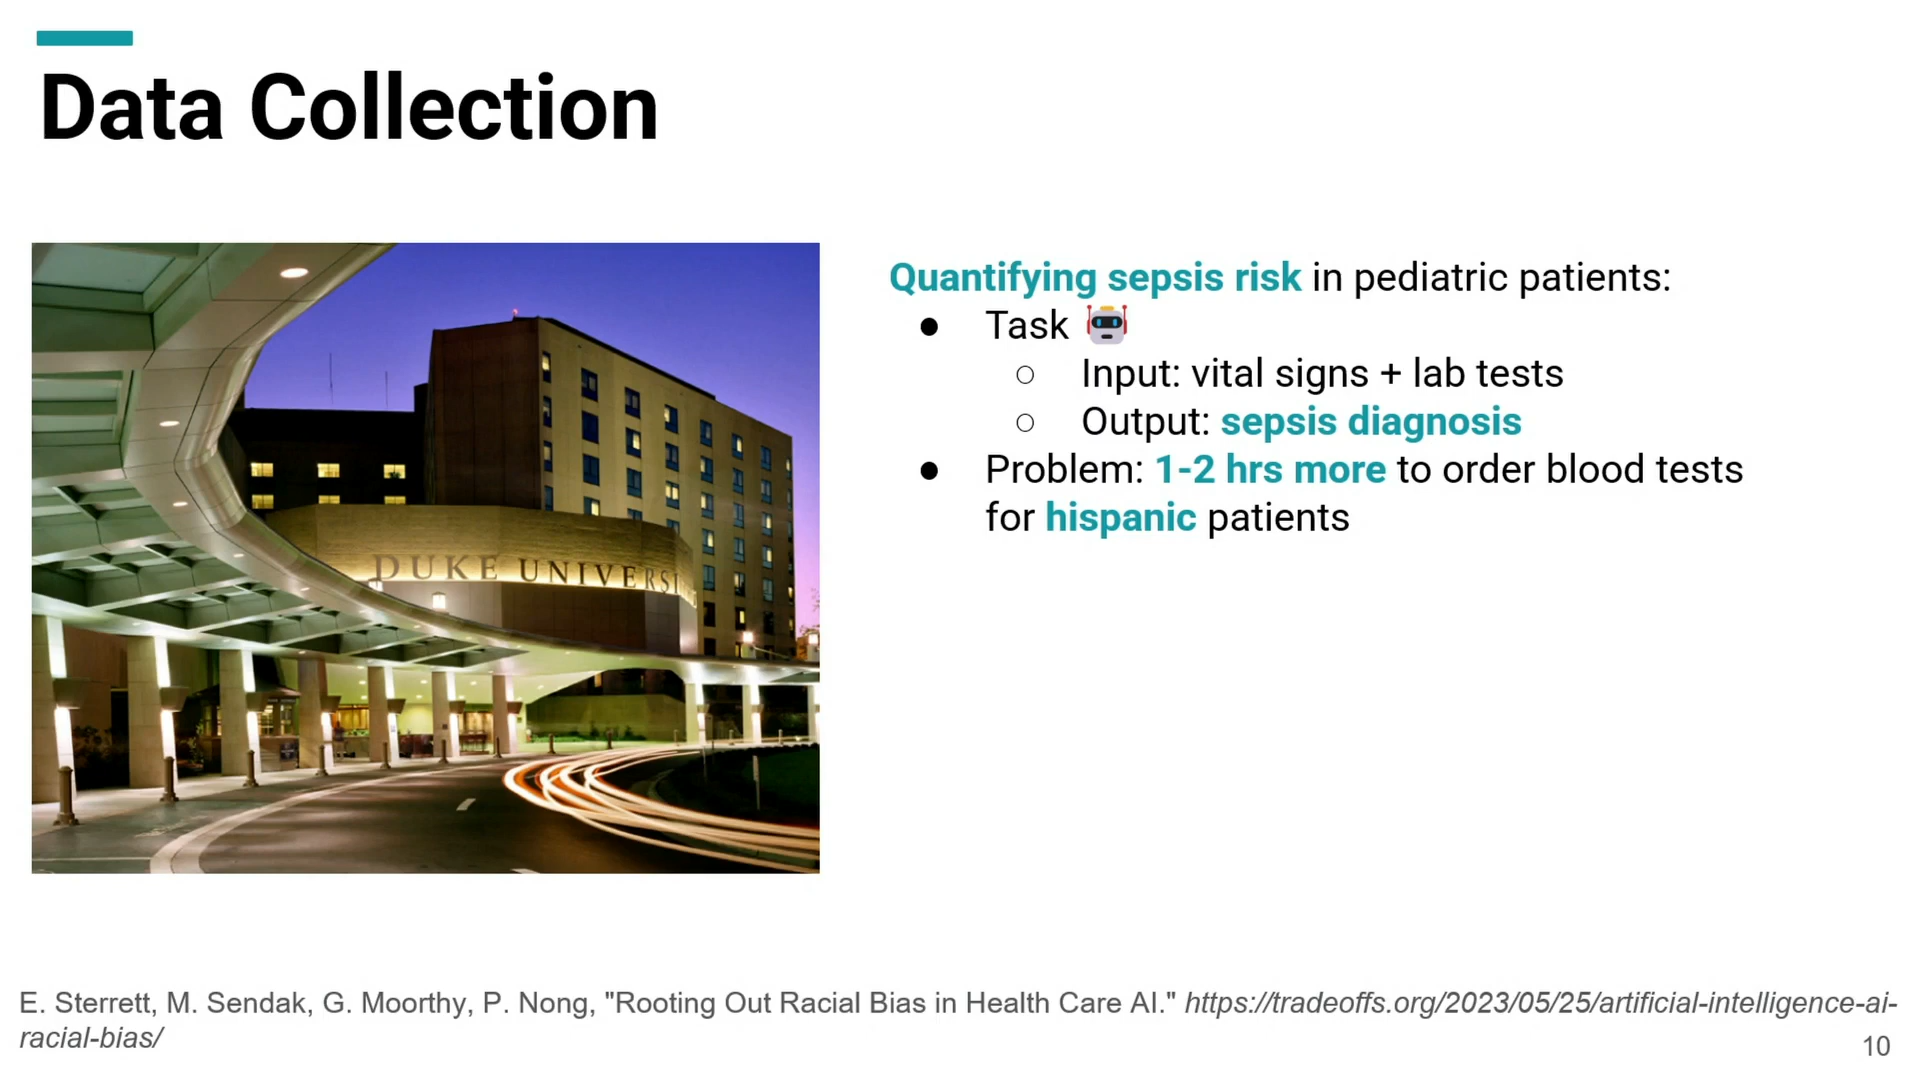 Data Collection
DUKE UNIVERSI
Quantifying sepsis risk in pediatric patients:
● Task 🤖
○ Input: vital signs + lab tests
○ Output: sepsis diagnosis
● Problem: 1-2 hrs more to order blood tests
for hispanic patients
E. Sterrett, M. Sendak, G. Moorthy, P. Nong, "Rooting Out Racial Bias in Health Care AI." https://tradeoffs.org/2023/05/25/artificial-intelligence-ai-
racial-bias/
10